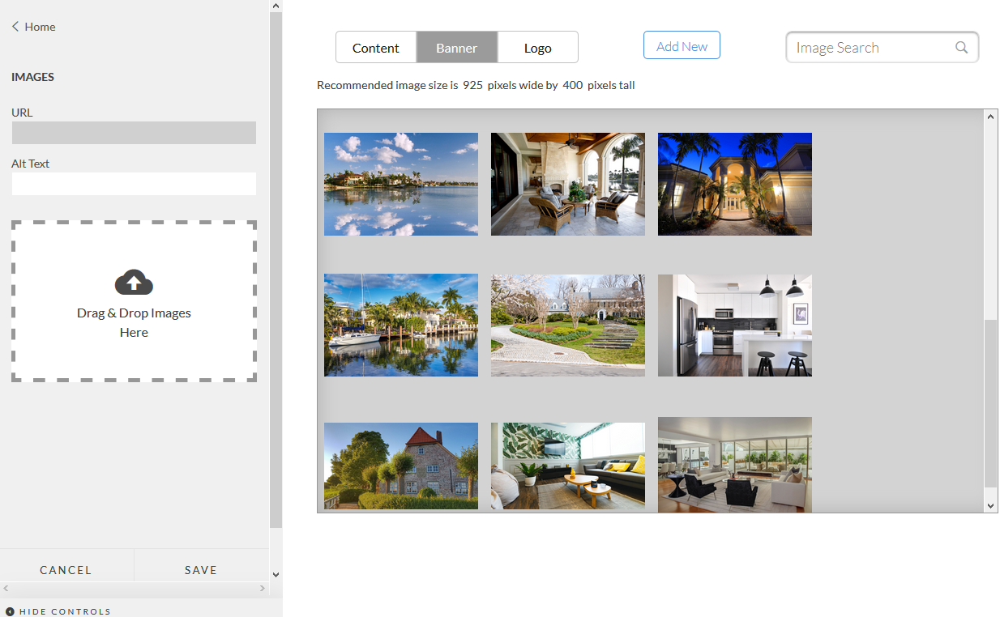 Home
IMAGES
URL
Alt Text
Drag & Drop Images
Here
CANCEL
SAVE
HIDE CONTROLS
Content
Banner
Logo
Add New
Image Search
Recommended image size is 925 pixels wide by 400 pixels tall